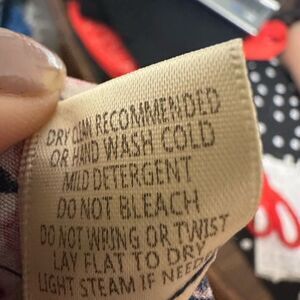 DRY CLEAN RECOMMENDED
OR HAND WASH COLD
MILD DETERGENT
DO NOT BLEACH
DO NOT WRING OR TWIST
LAY FLAT TO DRY
LIGHT STEAM IF NEEDED